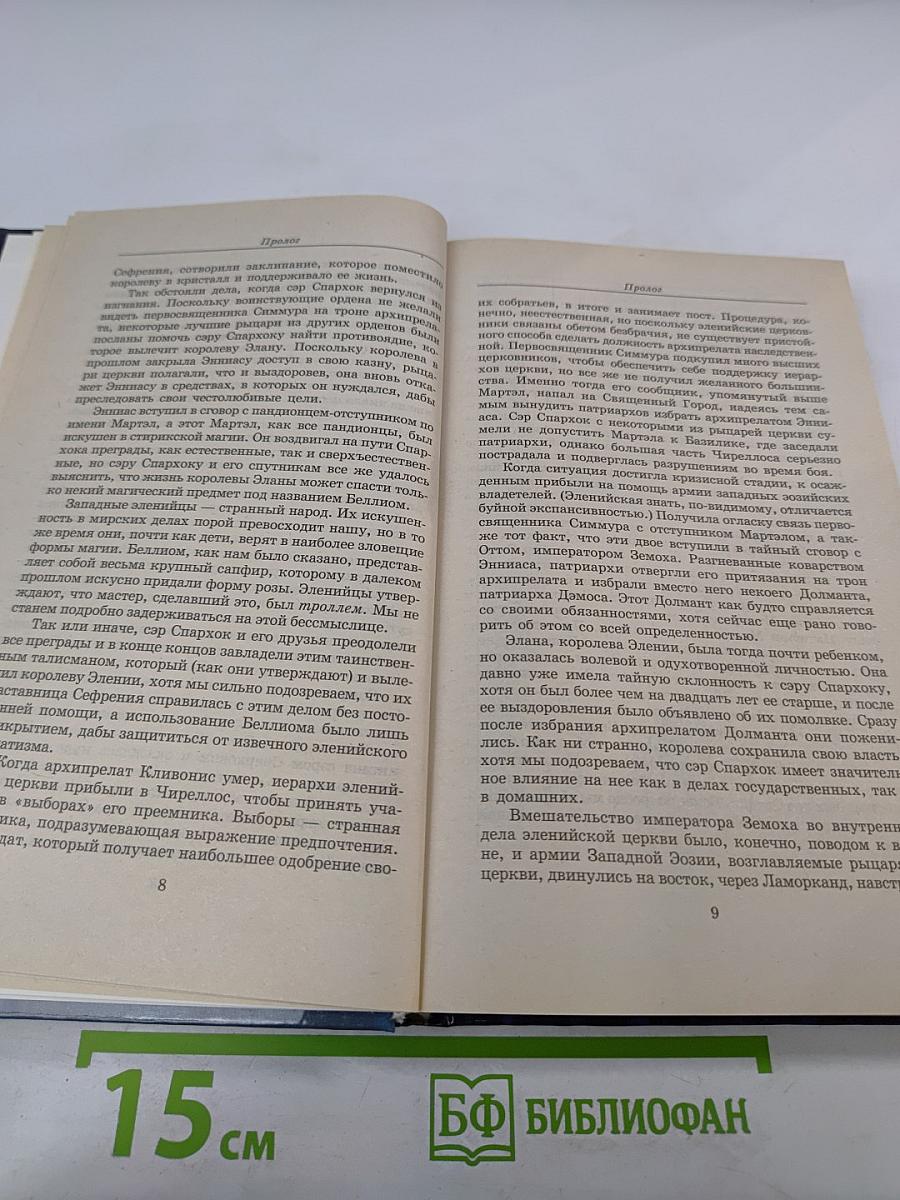 Пролог
Сефрения, сотворили заклинание, которое поместило
королеву в кристалл и поддерживало ее жизнь.
Так обстояли дела, когда сэр Спархок вернулся из
изгнания. Поскольку воинствующие ордена не желали
видеть первосвященника Симмура на троне архипрела-
та, некоторые лучшие рыцари из других орденов были
посланы помочь сэру Спархоку найти противоядие, ко-
торое вылечит королеву Элану. Поскольку королева в
прошлом закрыла Энниасу доступ в свою казну, рыца-
ри церкви полагали, что и выздоровев, она вновь отка-
жет Энниасу в средствах, в которых он нуждался, дабы
преследовать свои честолюбивые цели.
Энниас вступил в сговор с пандионцем-отступником по
имени Мартэл, а этот Мартэл, как все пандионцы, был
искушен в стирикской магии. Он воздвигал на пути Спар-
хока преграды, как естественные, так и сверхъестествен-
ные, но сэру Спархоку и его спутникам все же удалось
выяснить, что жизнь королевы Эланы может спасти толь-
ко некий магический предмет под названием Беллиом.
Западные эленийцы — странный народ. Их искушен-
ность в мирских делах порой превосходит нашу, но в то
же время они, почти как дети, верят в наиболее зловещие
формы магии. Беллиом, как нам было сказано, представ-
ляет собой весьма крупный сапфир, которому в далеком
прошлом искусно придали форму розы. Эленийцы утвер-
ждают, что мастер, сделавший это, был троллем. Мы не
станем подробно задерживаться на этой бессмыслице.
Так или иначе, сэр Спархок и его друзья преодолели
все преграды и в конце концов завладели этим таинствен-
ным талисманом, который (как они утверждают) и выле-
ил королеву Элении, хотя мы сильно подозреваем, что их
аставница Сефрения справилась с этим делом без посто-
нней помощи, а использование Беллиома было лишь
икрытием, дабы защититься от извечного эленийского
атизма.
Когда архипрелат Кливонис умер, иерархи элений-
церкви прибыли в Чиреллос, чтобы принять уча-
в «выборах» его преемника. Выборы — странная
ика, подразумевающая выражение предпочтения.
дат, который получает наибольшее одобрение сво-
8
Пролог
их собратьев, в итоге и занимает пост. Процедура, ко-
нечно, неестественная, но поскольку эленийские церков-
ники связаны обетом безбрачия, не существует пристой-
ного способа сделать должность архипрелата наследствен-
ной. Первосвященник Симмура подкупил много высших
церковников, чтобы обеспечить себе поддержку иерар-
хов церкви, но все же не получил желанного большин-
ства. Именно тогда его сообщник, упомянутый выше
Мартэл, напал на Священный Город, надеясь тем са-
мым вынудить патриархов избрать архипрелатом Энни-
аса. Сэр Спархок с некоторыми из рыцарей церкви су-
мели не допустить Мартэла к Базилике, где заседали
патриархи, однако большая часть Чиреллоса серьезно
пострадала и подверглась разрушениям во время боя.
Когда ситуация достигла кризисной стадии, к осаж-
денным прибыли на помощь армии западных эозийских
владетелей. (Эленийская знать, по-видимому, отличается
буйной экспансивностью.) Получила огласку связь перво-
священника Симмура с отступником Мартэлом, а так-
же тот факт, что эти двое вступили в тайный сговор с
Оттом, императором Земоха. Разгневанные коварством
Энниаса, патриархи отвергли его притязания на трон
архипрелата и избрали вместо него некоего Долманта,
патриарха Дэмоса. Этот Долмант как будто справляется
со своими обязанностями, хотя сейчас еще рано гово-
рить об этом со всей определенностью.
Элана, королева Элении, была тогда почти ребенком,
но оказалась волевой и одухотворенной личностью. Она
давно уже имела тайную склонность к сэру Спархоку,
хотя он был более чем на двадцать лет ее старше, и после
ее выздоровления было объявлено об их помолвке. Сразу
после избрания архипрелатом Долманта они пожени-
лись. Как ни странно, королева сохранила свою власть
хотя мы подозреваем, что сэр Спархок имеет значитель
ное влияние на нее как в делах государственных, так
в домашних.
Вмешательство императора Земоха во внутренн
дела эленийской церкви было, конечно, поводом к в
не, и армии Западной Эозии, возглавляемые рыцаря
церкви, двинулись на восток, через Ламорканд, навстр
9
15 см
БФ БИБЛИОФАН